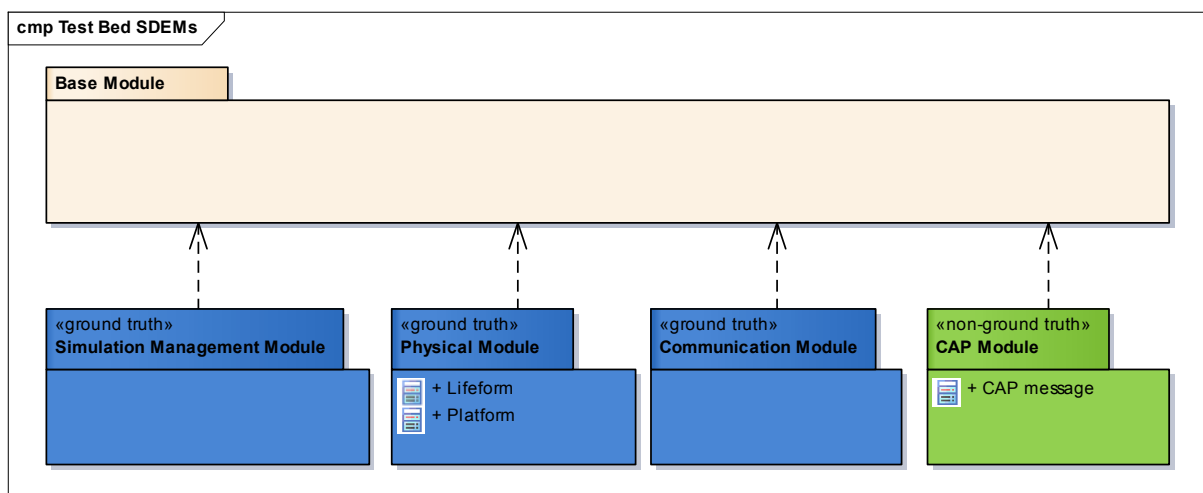 cmp Test Bed SDEMs
Base Module
«ground truth»
Simulation Management Module
«ground truth»
Physical Module
+ Lifeform
+ Platform
«ground truth»
Communication Module
«non-ground truth»
CAP Module
+ CAP message